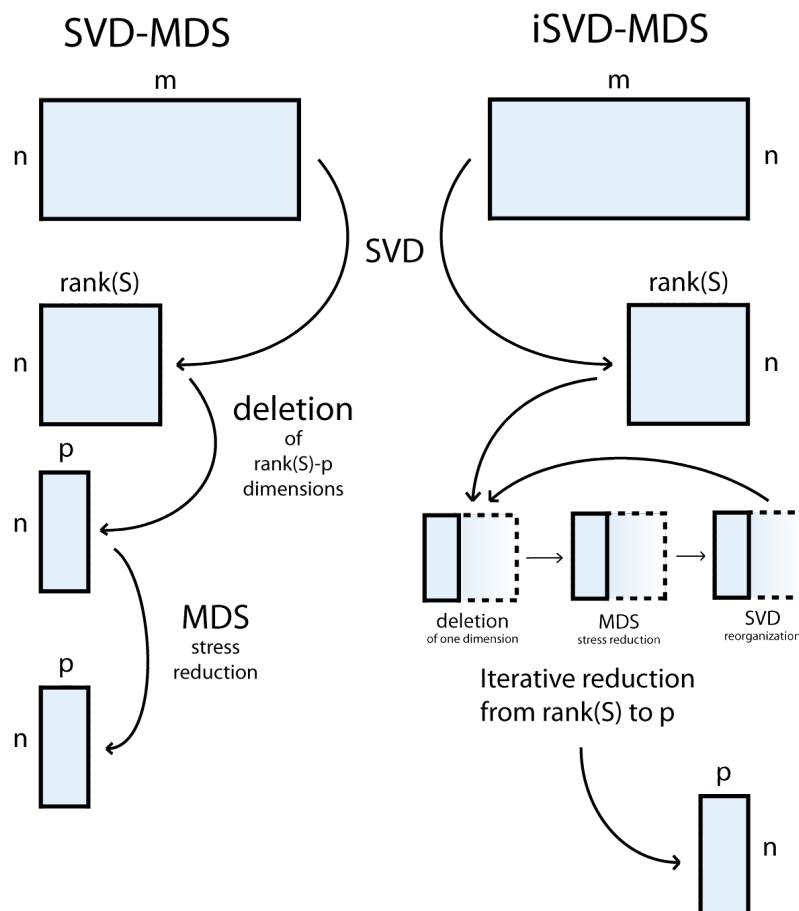 SVD-MDS
iSVD-MDS
m
m
n
n
SVD
rank(S)
rank(S)
n
n
deletion
of
rank(S)-p
dimensions
p
n
MDS
stress
reduction
p
n
deletion
of one dimension
MDS
stress reduction
SVD
reorganization
Iterative reduction
from rank(S) to p
p
n